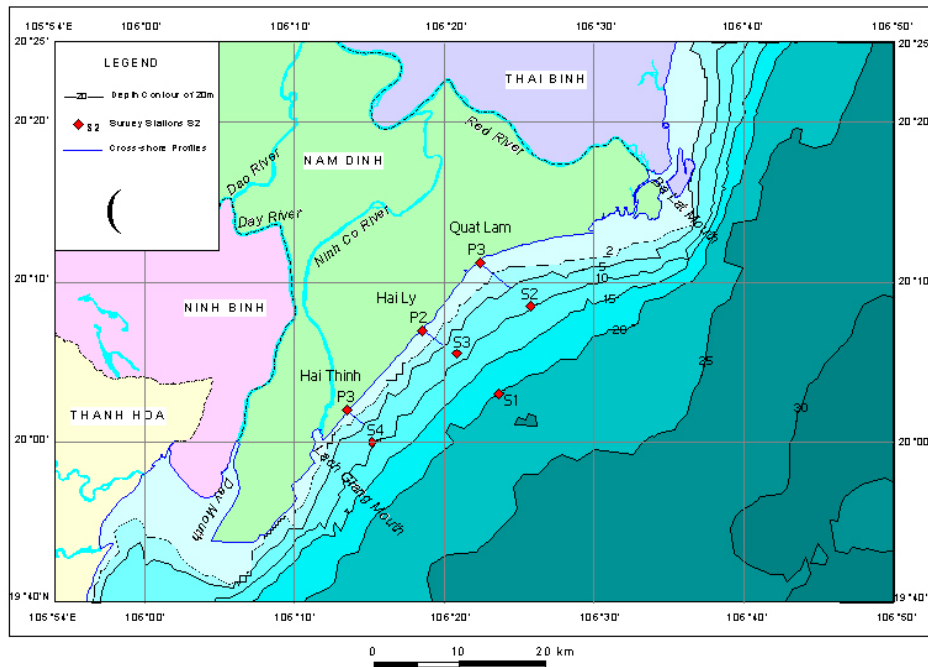 105°54'E 106°00' 106°10' 106°20' 106°30' 106°40' 106°50'
20°25' 20°25'
LEGEND
20 Depth Contour of 20m
S2 Survey Stations S2
Cross-shore Profiles
THAI BINH
20°20' 20°20'
Red River
NAM DINH
Dao River
Day River
Ninh Co River
Ba Lat Mouth
Quat Lam
P3
2
5
10
15
20
25
30
20°10' 20°10'
NINH BINH
Hai Ly
P2
S2
S3
Hai Thinh
P3
S1
THANH HOA
S4
20°00' 20°00'
Lach Giang Mouth
Day Mouth
19°40'N 19°40'
105°54'E 106°00' 106°10' 106°20' 106°30' 106°40' 106°50'
0 10 20 km